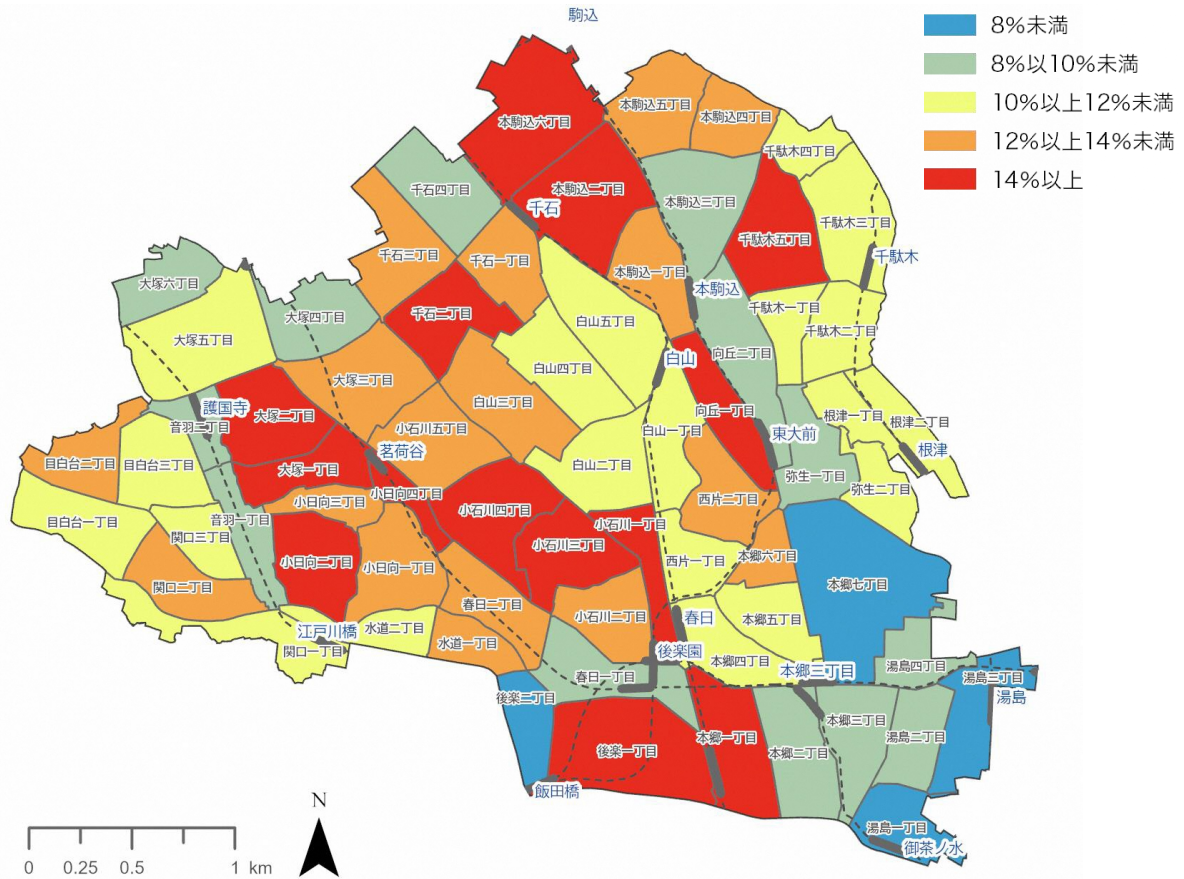 駒込
8%未満
8%以10%未満
10%以上12%未満
12%以上14%未満
14%以上
本駒込六丁目
本駒込五丁目
本駒込四丁目
千駄木四丁目
千石四丁目
本駒込二丁目
本駒込三丁目
千石
千駄木三丁目
千駄木五丁目
千石三丁目
千石一丁目
千駄木
本駒込一丁目
大塚六丁目
本駒込
大塚四丁目
千石二丁目
千駄木一丁目
白山五丁目
千駄木二丁目
大塚五丁目
向丘二丁目
白山
白山四丁目
大塚三丁目
護国寺
大塚二丁目
白山三丁目
向丘一丁目
根津一丁目
根津二丁目
音羽二丁目
小石川五丁目
白山一丁目
東大前
茗荷谷
根津
目白台二丁目
目白台三丁目
大塚一丁目
白山二丁目
弥生一丁目
弥生二丁目
小日向四丁目
小日向三丁目
西片二丁目
小石川四丁目
目白台一丁目
音羽一丁目
小石川一丁目
関口三丁目
小石川三丁目
小日向二丁目
小日向一丁目
西片一丁目
本郷六丁目
関口二丁目
本郷七丁目
春日二丁目
小石川二丁目
春日
本郷五丁目
江戸川橋
水道二丁目
水道一丁目
関口一丁目
後楽園
本郷四丁目
本郷三丁目
湯島四丁目
春日一丁目
湯島三丁目
後楽二丁目
湯島
本郷三丁目
本郷一丁目
湯島二丁目
後楽一丁目
本郷二丁目
飯田橋
湯島一丁目
御茶ノ水
N
0 0.25 0.5 1 km